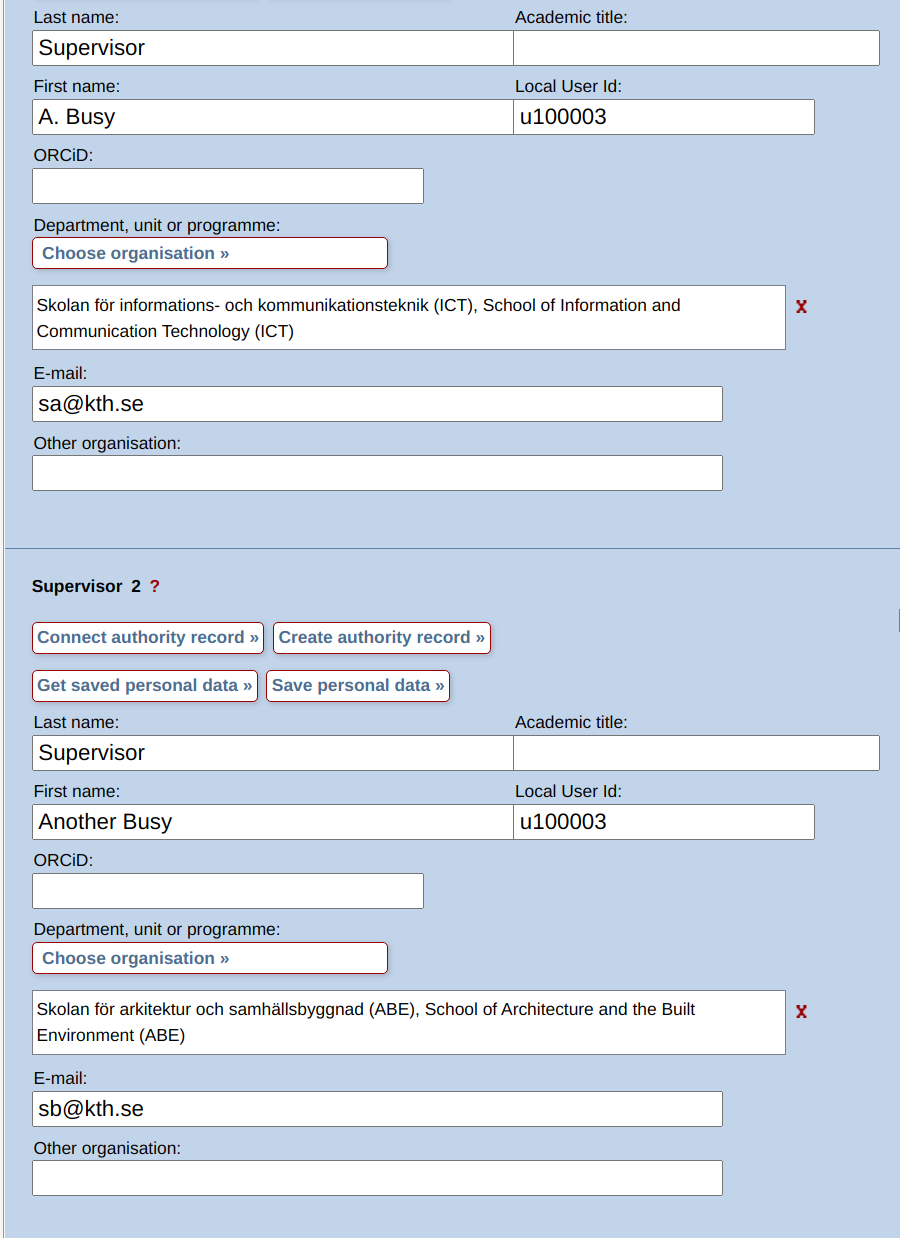 Last name: Academic title:
Supervisor
First name: Local User Id:
A. Busy u100003
ORCiD:
Department, unit or programme:
Choose organisation »
Skolan för informations- och kommunikationsteknik (ICT), School of Information and
Communication Technology (ICT)
X
E-mail:
sa@kth.se
Other organisation:
Supervisor 2 ?
Connect authority record » Create authority record »
Get saved personal data » Save personal data »
Last name: Academic title:
Supervisor
First name: Local User Id:
Another Busy u100003
ORCiD:
Department, unit or programme:
Choose organisation »
Skolan för arkitektur och samhällsbyggnad (ABE), School of Architecture and the Built
Environment (ABE)
X
E-mail:
sb@kth.se
Other organisation: